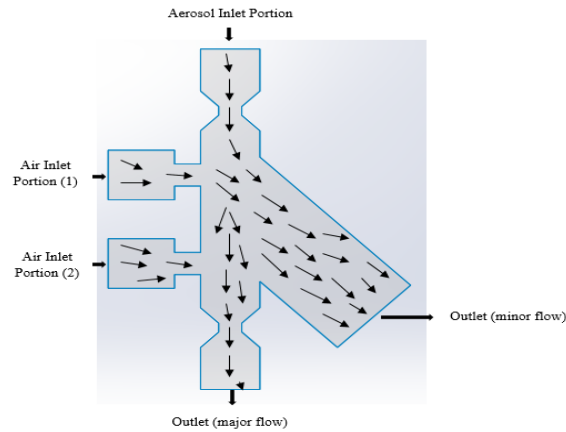 Aerosol Inlet Portion
Air Inlet
Portion (1)
Air Inlet
Portion (2)
Outlet (minor flow)
Outlet (major flow)